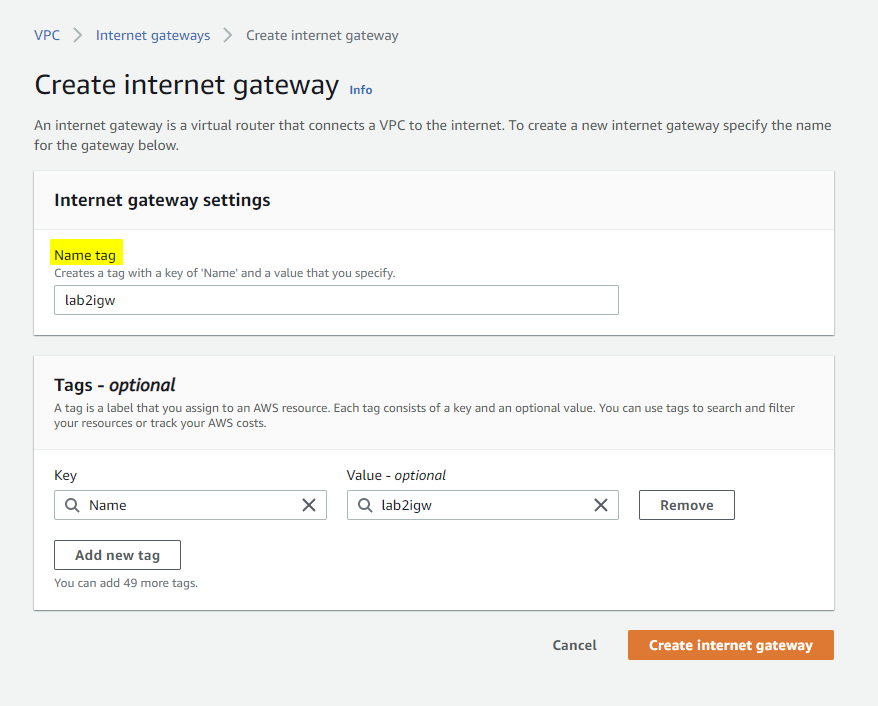 VPC > Internet gateways > Create internet gateway
Create internet gateway Info
An internet gateway is a virtual router that connects a VPC to the internet. To create a new internet gateway specify the name
for the gateway below.
Internet gateway settings
Name tag
Creates a tag with a key of 'Name' and a value that you specify.
lab2igw
Tags - optional
A tag is a label that you assign to an AWS resource. Each tag consists of a key and an optional value. You can use tags to search and filter
your resources or track your AWS costs.
Key Value - optional
Name lab2igw Remove
Add new tag
You can add 49 more tags.
Cancel Create internet gateway